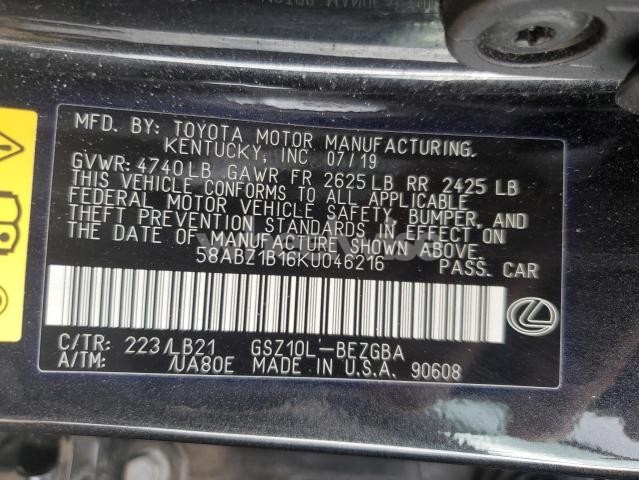 MFD. BY: TOYOTA MOTOR MANUFACTURING,
KENTUCKY, INC 07/19
GVWR: 4740LB GAWR FR 2625LB RR 2425LB
THIS VEHICLE CONFORMS TO ALL APPLICABLE
FEDERAL MOTOR VEHICLE SAFETY, BUMPER, AND
THEFT PREVENTION STANDARDS IN EFFECT ON
THE DATE OF MANUFACTURE SHOWN ABOVE.
58ABZ1B16KU046216 PASS. CAR
C/TR: 223/LB21 GSZ10L-BEZGBA
A/TM: /UA80E MADE IN U.S.A. 90608